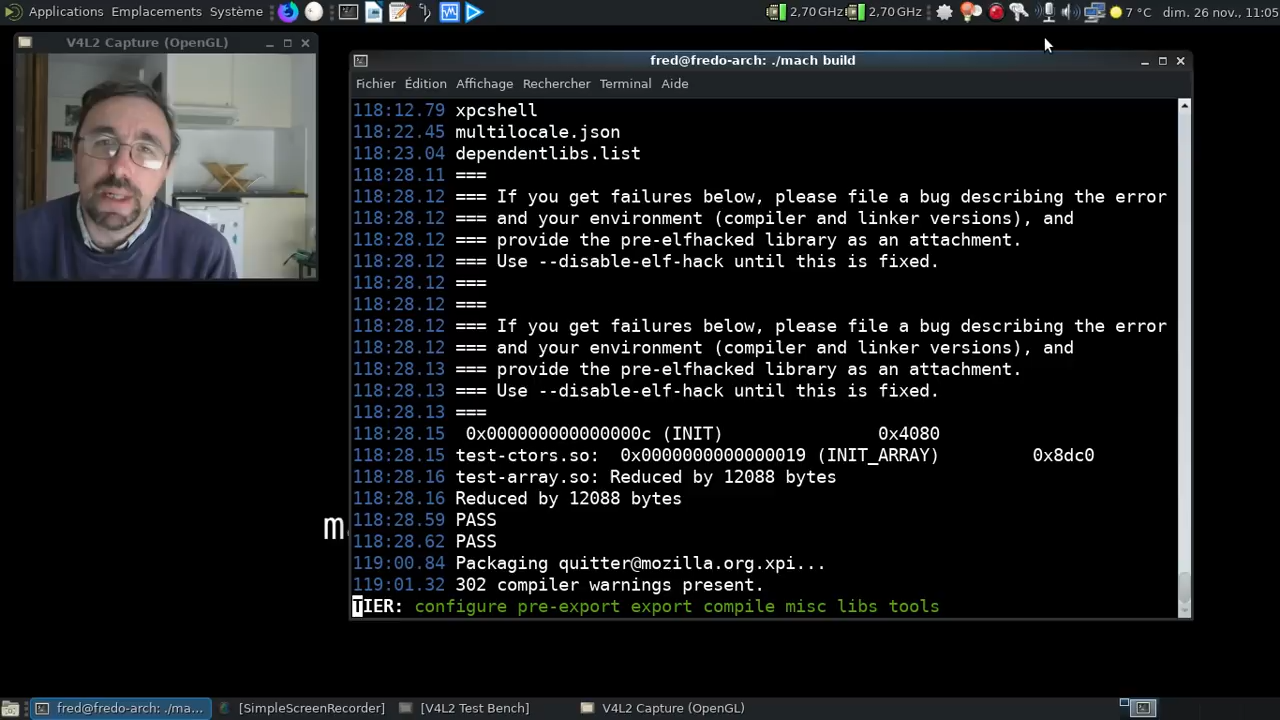 Applications Emplacements Système
2,70 GHz 2,70 GHz
7 °C dim. 26 nov., 11:05
V4L2 Capture (OpenGL)
fred@fredo-arch: ./mach build
Fichier Édition Affichage Rechercher Terminal Aide
118:12.79 xpcshell
118:22.45 multilocale.json
118:23.04 dependentlibs.list
118:28.11 ===
118:28.12 === If you get failures below, please file a bug describing the error
118:28.12 === and your environment (compiler and linker versions), and
118:28.12 === provide the pre-elfhacked library as an attachment.
118:28.12 === Use --disable-elf-hack until this is fixed.
118:28.12 ===
118:28.12 ===
118:28.12 === If you get failures below, please file a bug describing the error
118:28.12 === and your environment (compiler and linker versions), and
118:28.13 === provide the pre-elfhacked library as an attachment.
118:28.13 === Use --disable-elf-hack until this is fixed.
118:28.13 ===
118:28.15 0x000000000000000c (INIT) 0x4080
118:28.15 test-ctors.so: 0x0000000000000019 (INIT_ARRAY) 0x8dc0
118:28.16 test-array.so: Reduced by 12088 bytes
118:28.16 Reduced by 12088 bytes
118:28.59 PASS
118:28.62 PASS
119:00.84 Packaging quitter@mozilla.org.xpi...
119:01.32 302 compiler warnings present.
TIER: configure pre-export export compile misc libs tools
fred@fredo-arch: ./ma... [SimpleScreenRecorder] [V4L2 Test Bench] V4L2 Capture (OpenGL)